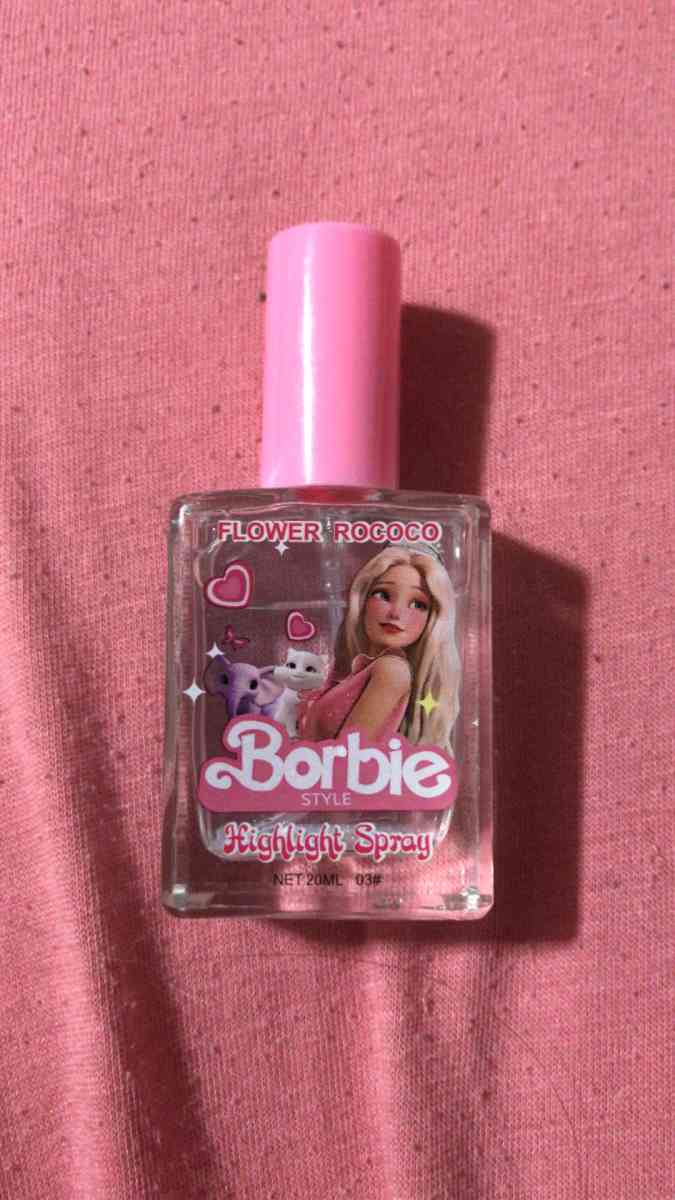 FLOWER ROCOCO
Borbie
STYLE
Highlight Spray
NET 20ML 03#